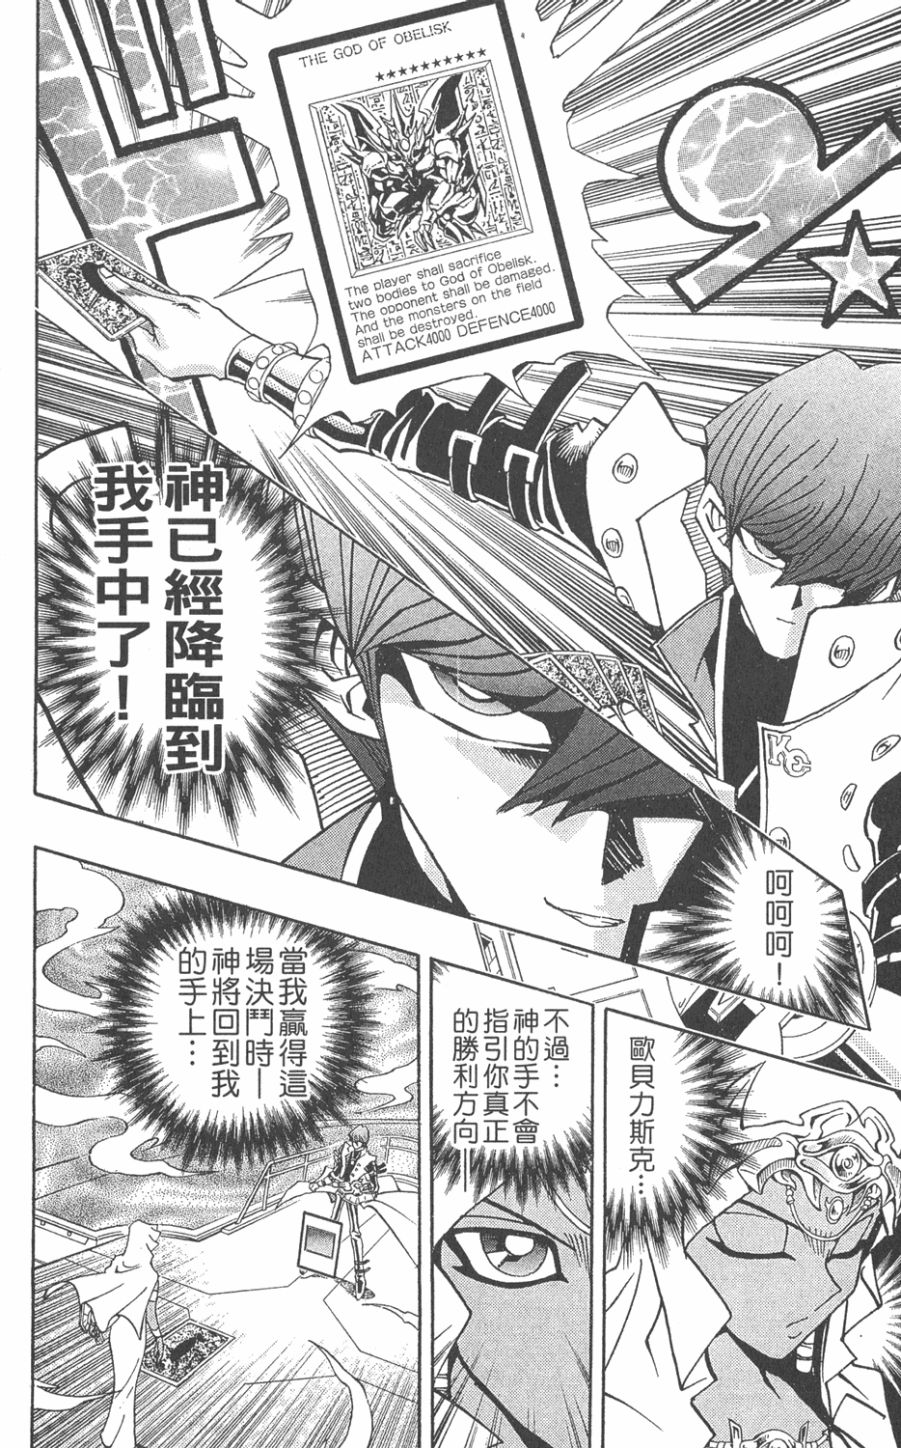 THE GOD OF OBELISK
★★★★★★★★★★
The player shall sacrifice
two bodies to God of Obelisk.
The opponent shall be damaged.
And the monsters on the field
shall be destroyed.
ATTACK4000 DEFENCE4000
神已經降臨到
我手中了！
KC
呵呵呵！
歐貝力斯克…
不過…
神的手不會
指引你真正
的勝利方向
——
當我贏得這
場決鬥時—
神將回到我
的手上…